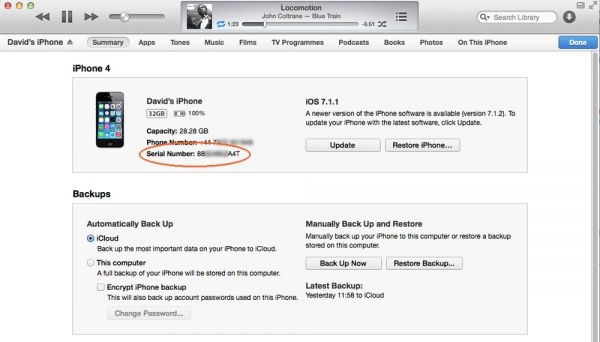 Locomotion
John Coltrane — Blue Train
1:23
-5:51
Search Library
David's iPhone
Summary
Apps
Tones
Music
Films
TV Programmes
Podcasts
Books
Photos
On This iPhone
Done
iPhone 4
David's iPhone
32GB
100%
Capacity: 28.28 GB
Phone Number: +44 7
Serial Number: 88 A4T
iOS 7.1.1
A newer version of the iPhone software is available (version 7.1.2). To
update your iPhone with the latest software, click Update.
Update
Restore iPhone...
Backups
Automatically Back Up
iCloud
Back up the most important data on your iPhone to iCloud.
This computer
A full backup of your iPhone will be stored on this computer.
Encrypt iPhone backup
This will also back up account passwords used on this iPhone.
Change Password...
Manually Back Up and Restore
Manually back up your iPhone to this computer or restore a backup
stored on this computer.
Back Up Now
Restore Backup...
Latest Backup:
Yesterday 11:58 to iCloud